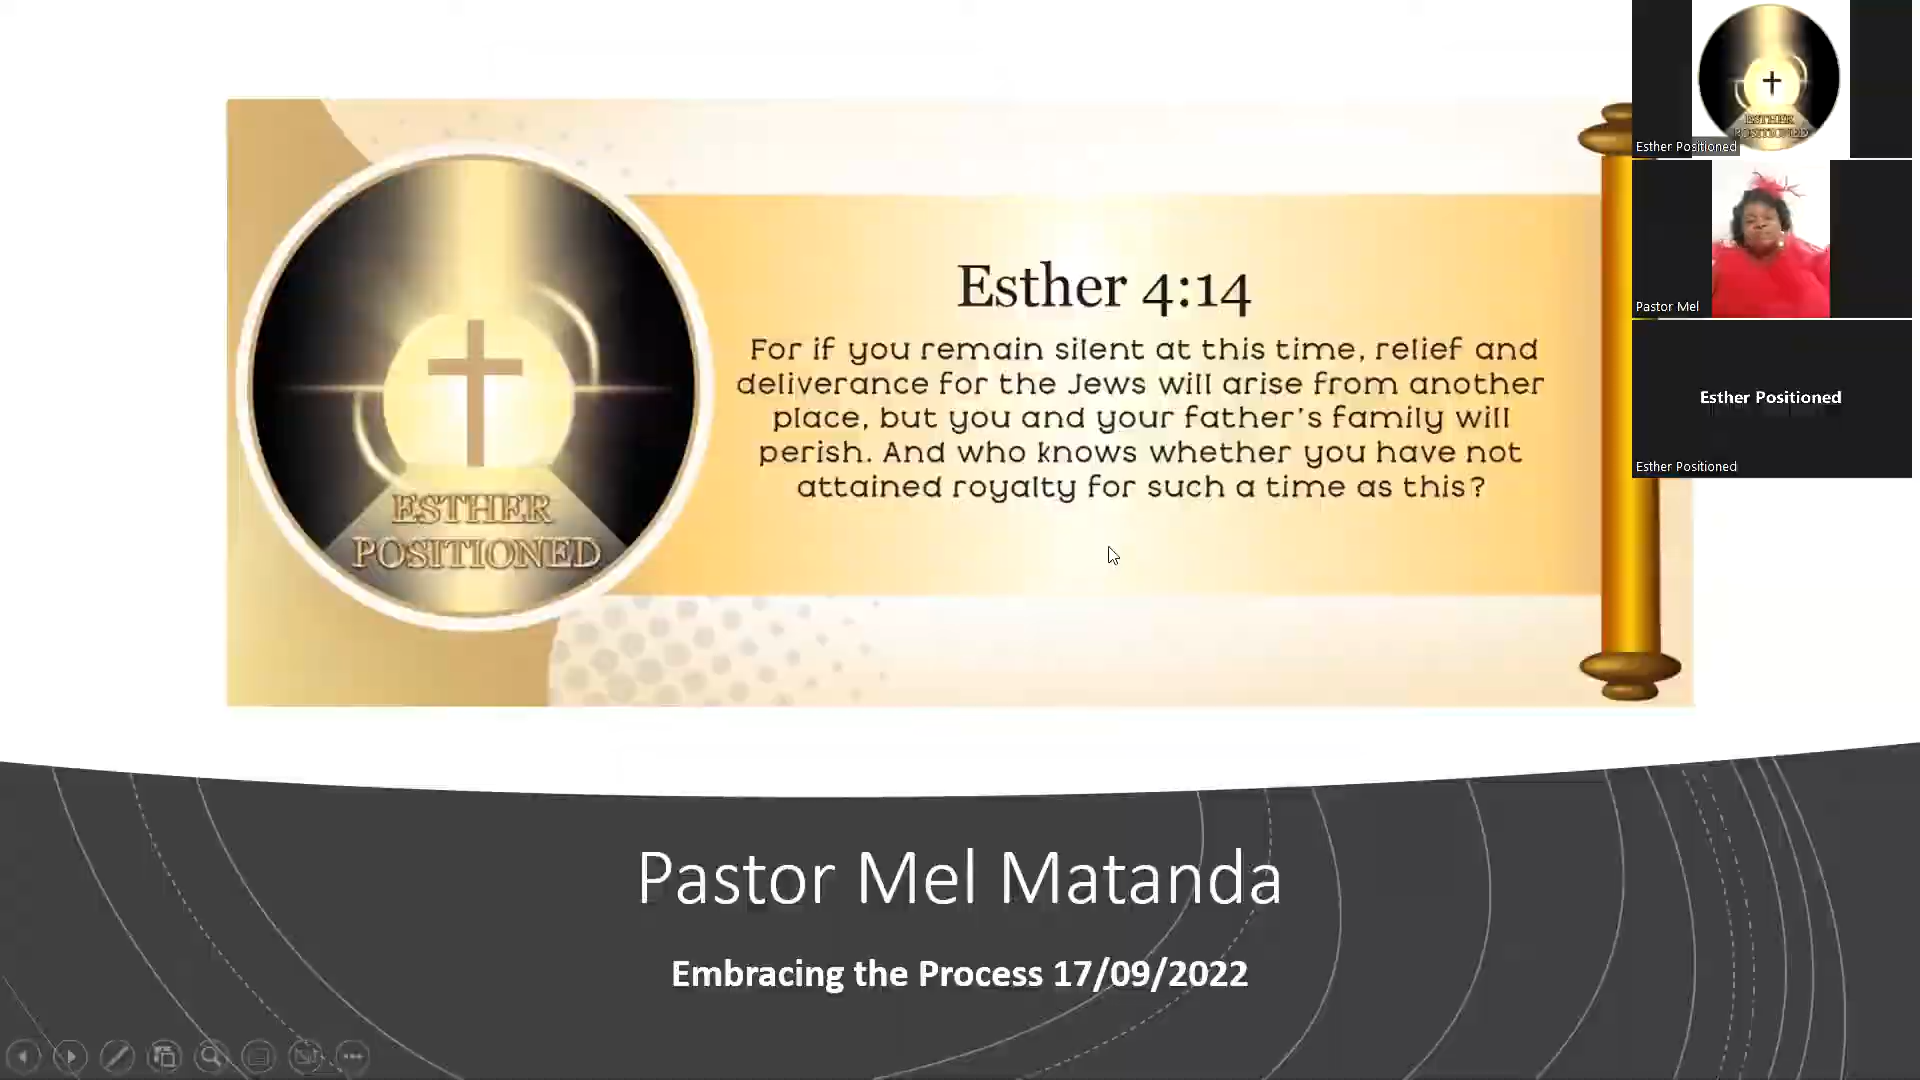 Esther 4:14
For if you remain silent at this time, relief and
deliverance for the Jews will arise from another
place, but you and your father's family will
perish. And who knows whether you have not
attained royalty for such a time as this?
ESTHER
POSITIONED
Pastor Mel Matanda
Embracing the Process 17/09/2022
ESTHER
POSITIONED
Esther Positioned
Pastor Mel
Esther Positioned
Esther Positioned